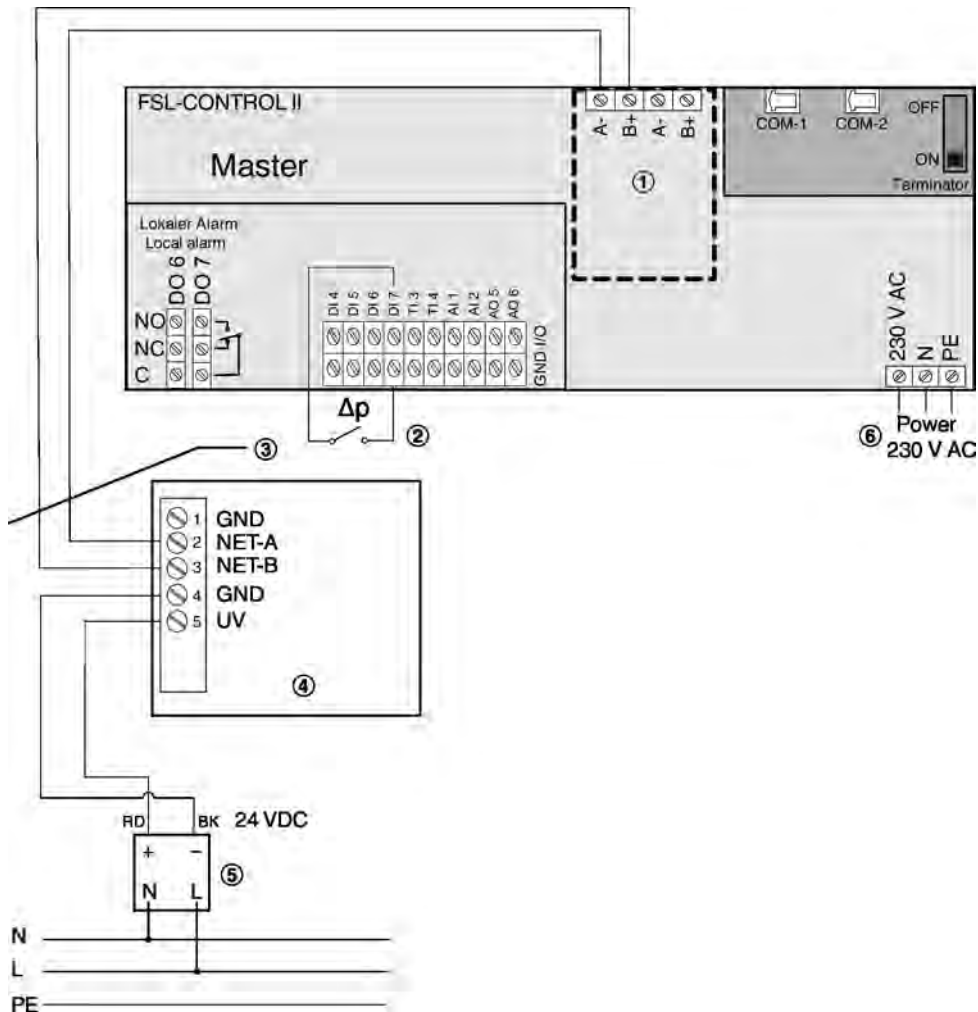 FSL-CONTROL II
Master
A-
B+
A-
B+
①
COM-1
COM-2
OFF
ON
Terminator
Lokaler Alarm
Local alarm
DO 6
DO 7
NO
NC
C
DI 4
DI 5
DI 6
DI 7
TI.3
TI.4
AI 1
AI 2
AO 5
AO 6
GND I/O
230 V AC
N
PE
Δp
②
③
⑥ Power
230 V AC
1 GND
2 NET-A
3 NET-B
4 GND
5 UV
④
RD
BK
24 VDC
+
−
⑤
N
L
N
L
PE